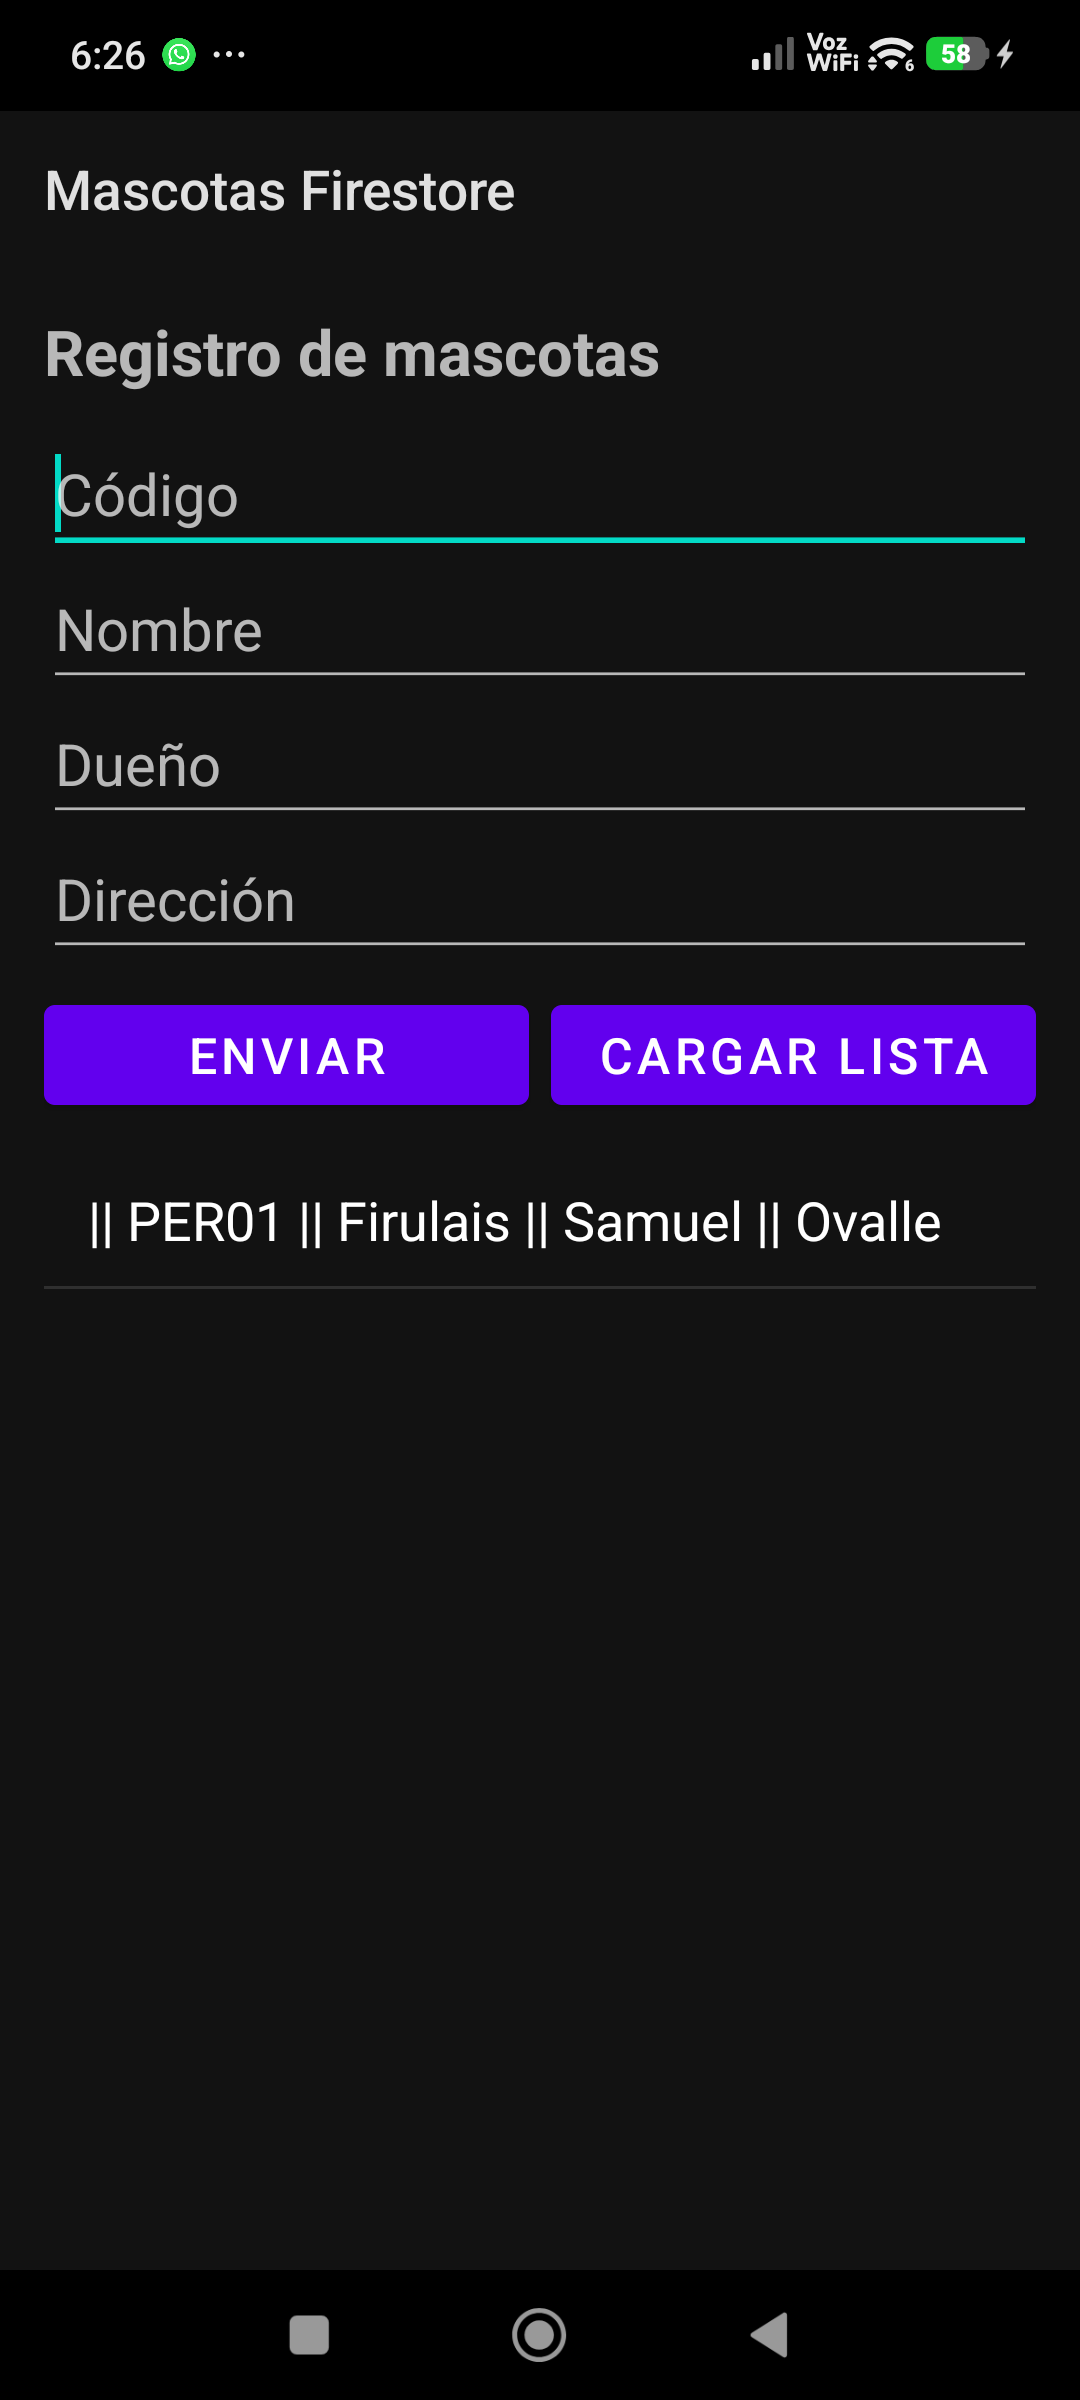 6:26 ...
Voz
WiFi 6 58
Mascotas Firestore
Registro de mascotas
Código
Nombre
Dueño
Dirección
ENVIAR CARGAR LISTA
|| PER01 || Firulais || Samuel || Ovalle